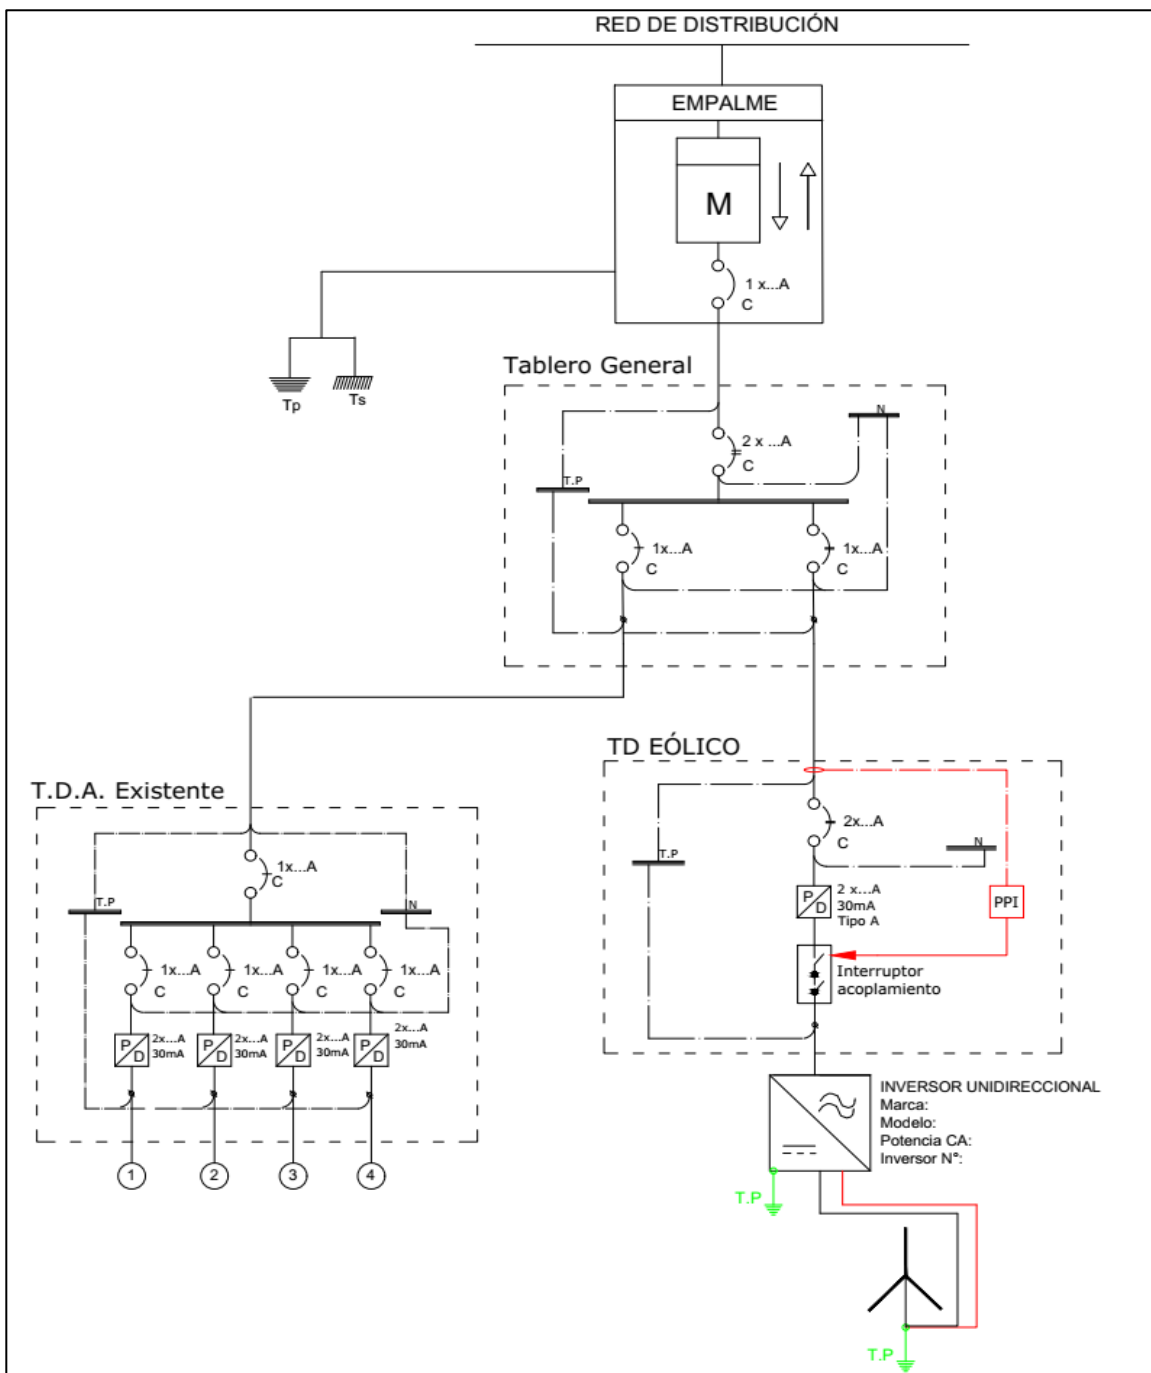 RED DE DISTRIBUCIÓN
EMPALME
M
1 x...A
C
Tp
Ts
Tablero General
N
2 x ...A
C
T.P
1x...A
C
1x...A
C
TD EÓLICO
T.D.A. Existente
2x...A
C
T.P
N
1x...A
C
T.P
N
P/D
2 x...A
30mA
Tipo A
PPI
1x...A
C
1x...A
C
1x...A
C
1x...A
C
Interruptor
acoplamiento
P/D
2x...A
30mA
P/D
2x...A
30mA
P/D
2x...A
30mA
P/D
2x...A
30mA
INVERSOR UNIDIRECCIONAL
Marca:
Modelo:
Potencia CA:
Inversor N°:
1
2
3
4
T.P
T.P